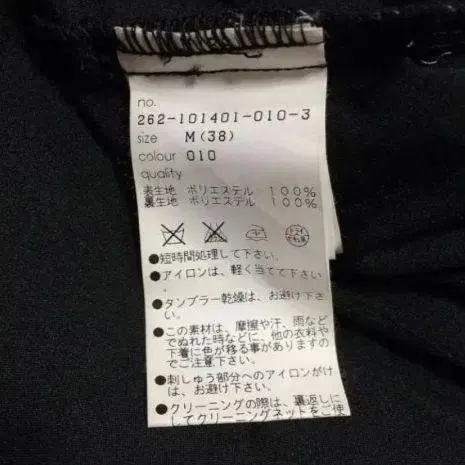 no.
262-101401-010-3
size M(38)
colour 010
quality
表生地 ポリエステル 100%
裏生地 ポリエステル 100%
●短時間処理して下さい。
●アイロンは、軽く当てて下さい
。
●タンブラー乾燥は、お避け下さ
い。
●この素材は、摩擦や汗、雨など
でぬれた時などに、他の衣料や
下着に色が移る事があります
のでご注意下さい。
●刺しゅう部分へのアイロンがけ
は、お避け下さい。
●クリーニングの際は、裏返しに
してクリーニングネットをご使